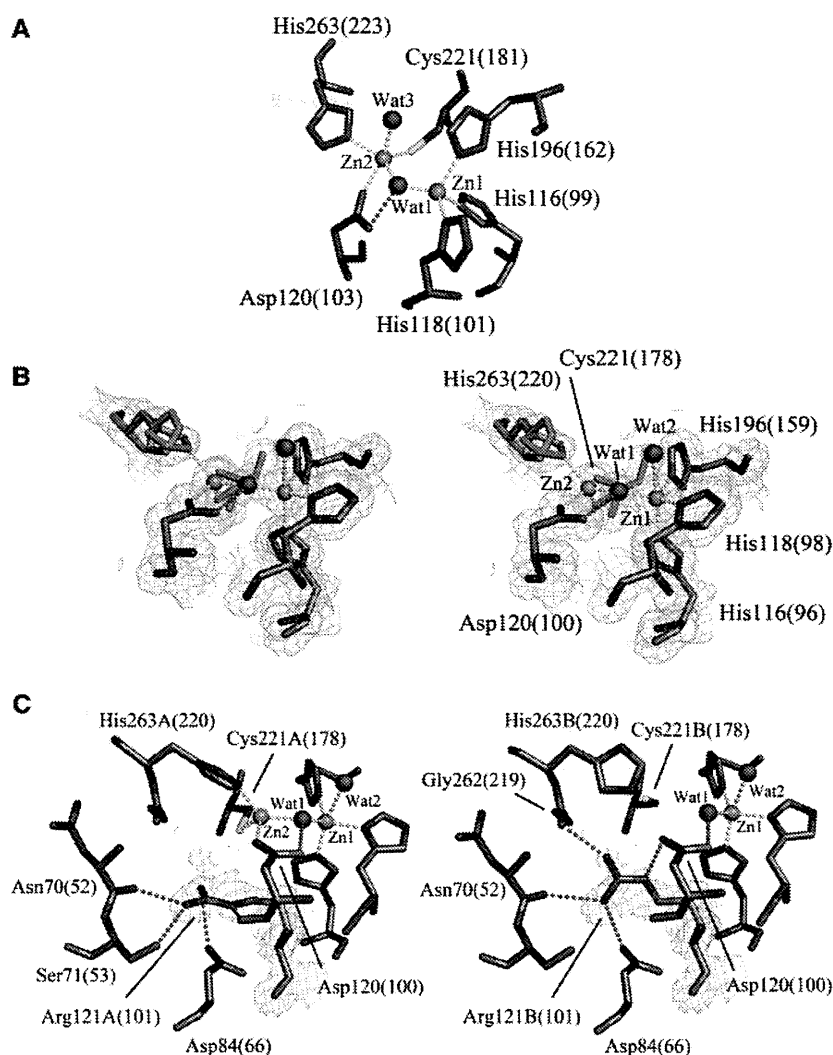 A
His263(223)
Cys221(181)
Wat3
His196(162)
Zn2
Zn1
Wat1
His116(99)
Asp120(103)
His118(101)
B
Cys221(178)
His263(220)
Wat2
His196(159)
Wat1
Zn2
Zn1
His118(98)
Asp120(100)
His116(96)
C
His263A(220)
Cys221A(178)
Wat1
Wat2
Zn2
Zn1
Asn70(52)
Ser71(53)
Asp120(100)
Arg121A(101)
Asp84(66)
His263B(220)
Cys221B(178)
Gly262(219)
Wat1
Wat2
Zn1
Asn70(52)
Asp120(100)
Arg121B(101)
Asp84(66)